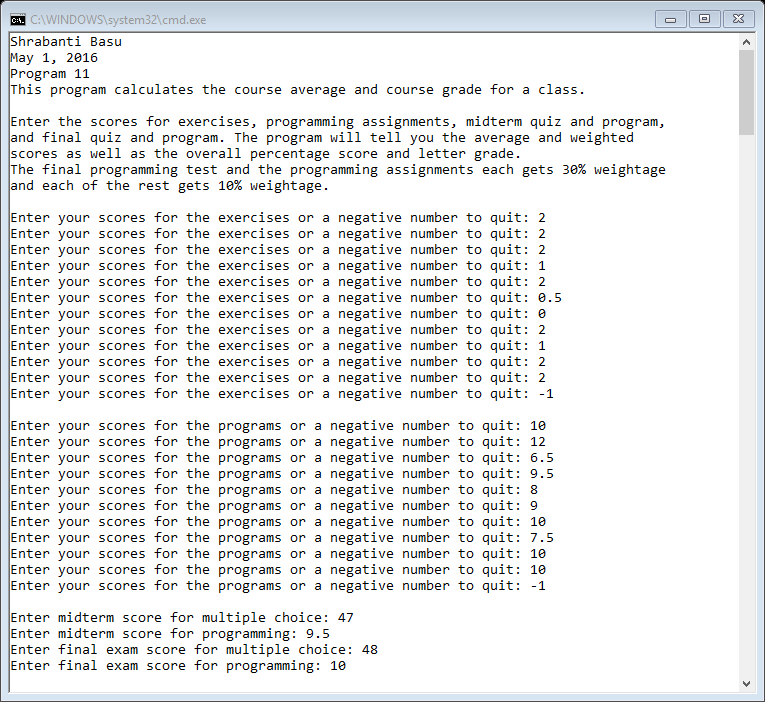 C:\WINDOWS\system32\cmd.exe
Shrabanti Basu
May 1, 2016
Program 11
This program calculates the course average and course grade for a class.
Enter the scores for exercises, programming assignments, midterm quiz and program,
and final quiz and program. The program will tell you the average and weighted
scores as well as the overall percentage score and letter grade.
The final programming test and the programming assignments each gets 30% weightage
and each of the rest gets 10% weightage.
Enter your scores for the exercises or a negative number to quit: 2
Enter your scores for the exercises or a negative number to quit: 2
Enter your scores for the exercises or a negative number to quit: 2
Enter your scores for the exercises or a negative number to quit: 1
Enter your scores for the exercises or a negative number to quit: 2
Enter your scores for the exercises or a negative number to quit: 0.5
Enter your scores for the exercises or a negative number to quit: 0
Enter your scores for the exercises or a negative number to quit: 2
Enter your scores for the exercises or a negative number to quit: 1
Enter your scores for the exercises or a negative number to quit: 2
Enter your scores for the exercises or a negative number to quit: 2
Enter your scores for the exercises or a negative number to quit: -1
Enter your scores for the programs or a negative number to quit: 10
Enter your scores for the programs or a negative number to quit: 12
Enter your scores for the programs or a negative number to quit: 6.5
Enter your scores for the programs or a negative number to quit: 9.5
Enter your scores for the programs or a negative number to quit: 8
Enter your scores for the programs or a negative number to quit: 9
Enter your scores for the programs or a negative number to quit: 10
Enter your scores for the programs or a negative number to quit: 7.5
Enter your scores for the programs or a negative number to quit: 10
Enter your scores for the programs or a negative number to quit: 10
Enter your scores for the programs or a negative number to quit: -1
Enter midterm score for multiple choice: 47
Enter midterm score for programming: 9.5
Enter final exam score for multiple choice: 48
Enter final exam score for programming: 10